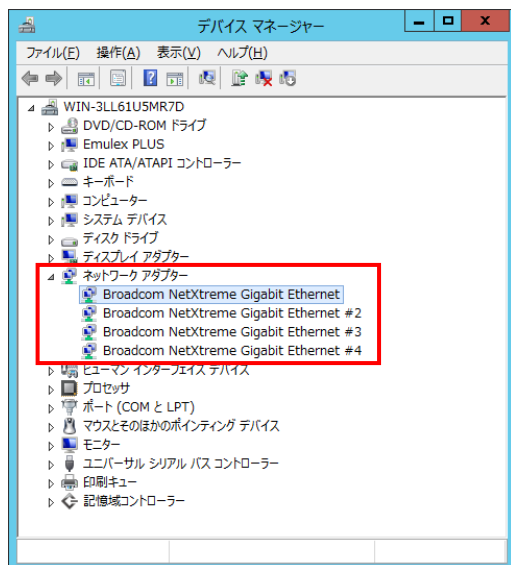 デバイス マネージャー
ファイル(F) 操作(A) 表示(V) ヘルプ(H)
WIN-3LL61U5MR7D
DVD/CD-ROM ドライブ
Emulex PLUS
IDE ATA/ATAPI コントローラー
キーボード
コンピューター
システム デバイス
ディスク ドライブ
ディスプレイ アダプター
ネットワーク アダプター
Broadcom NetXtreme Gigabit Ethernet
Broadcom NetXtreme Gigabit Ethernet #2
Broadcom NetXtreme Gigabit Ethernet #3
Broadcom NetXtreme Gigabit Ethernet #4
ヒューマン インターフェイス デバイス
プロセッサ
ポート (COM と LPT)
マウスとそのほかのポインティング デバイス
モニター
ユニバーサル シリアル バス コントローラー
印刷キュー
記憶域コントローラー